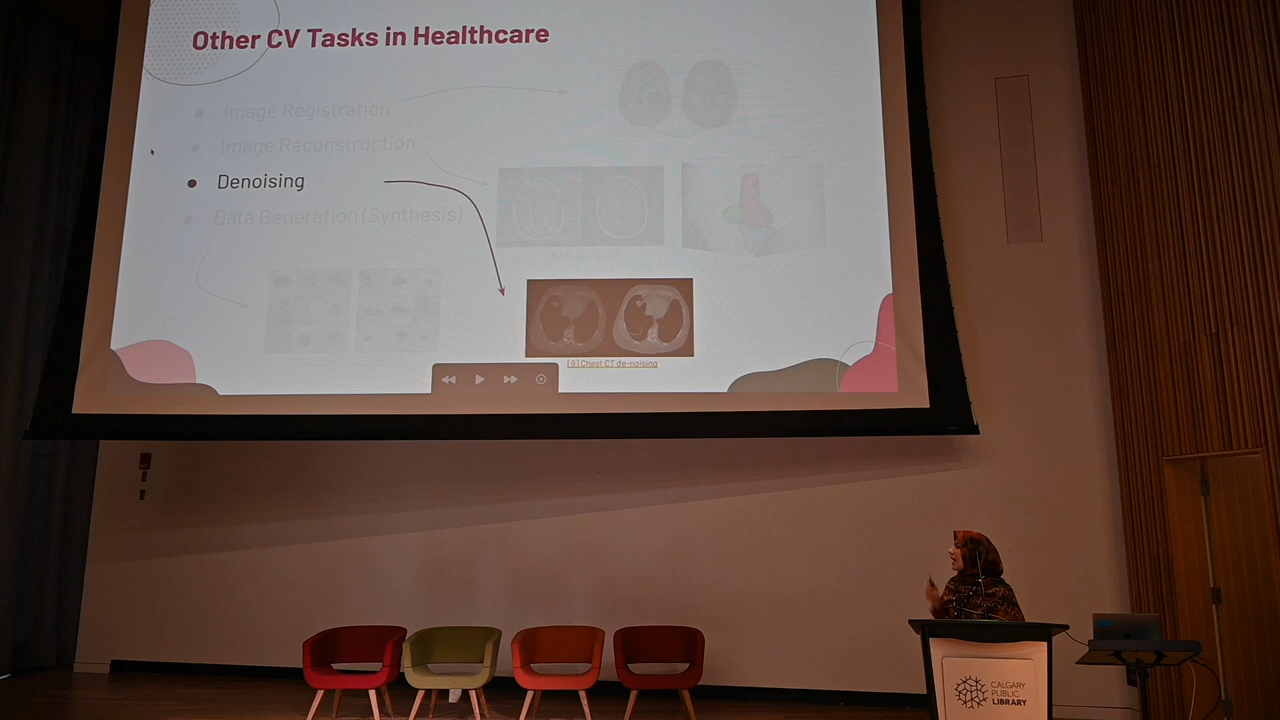 Other CV Tasks in Healthcare
Image Registration
Image Reconstruction
Denoising
Data Generation (Synthesis)
[9] Chest CT de-noising
CALGARY
PUBLIC
LIBRARY